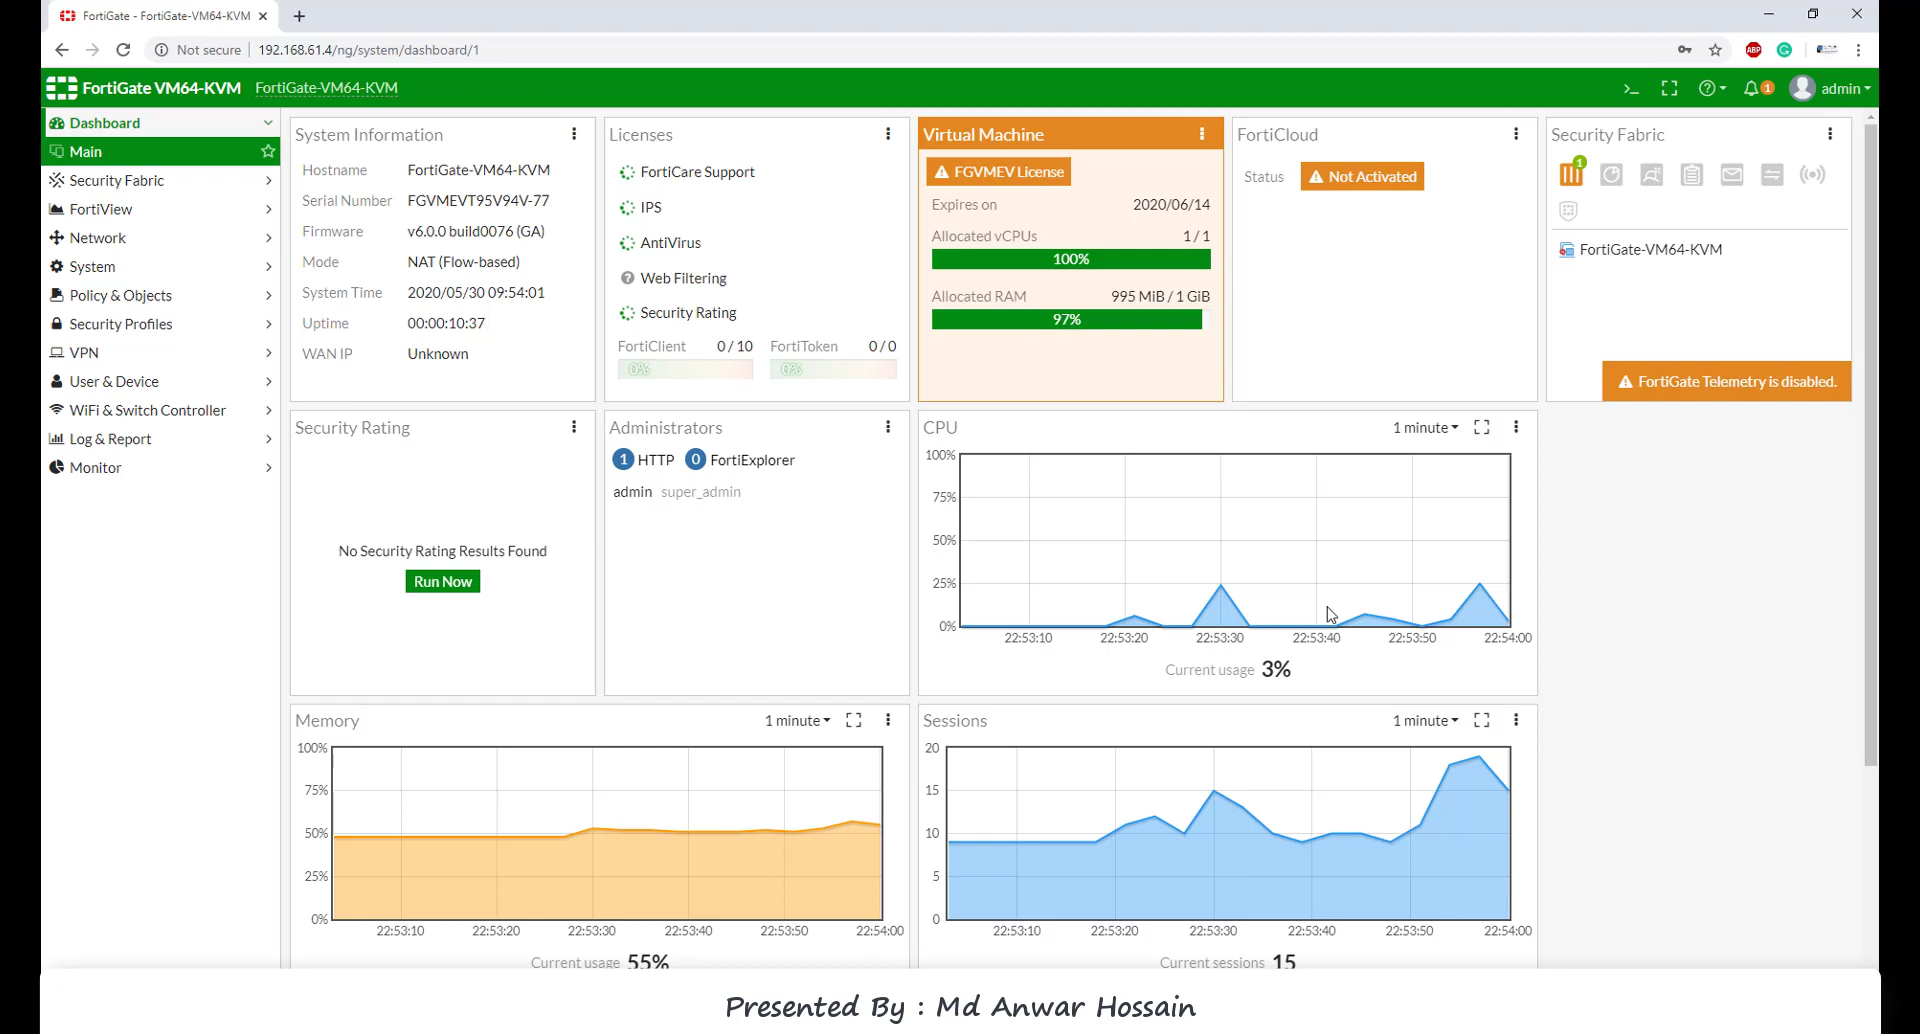 FortiGate - FortiGate-VM64-KVM
Not secure 192.168.61.4/ng/system/dashboard/1
ABP
FortiGate VM64-KVM FortiGate-VM64-KVM
1 admin
Dashboard
Main
Security Fabric
FortiView
Network
System
Policy & Objects
Security Profiles
VPN
User & Device
WiFi & Switch Controller
Log & Report
Monitor
System Information
Hostname FortiGate-VM64-KVM
Serial Number FGVMEVT95V94V-77
Firmware v6.0.0 build0076 (GA)
Mode NAT (Flow-based)
System Time 2020/05/30 09:54:01
Uptime 00:00:10:37
WAN IP Unknown
Licenses
FortiCare Support
IPS
AntiVirus
Web Filtering
Security Rating
FortiClient 0 / 10 FortiToken 0 / 0
0% 0%
Virtual Machine
FGVMEV License
Expires on 2020/06/14
Allocated vCPUs 1 / 1
100%
Allocated RAM 995 MiB / 1 GiB
97%
FortiCloud
Status Not Activated
Security Fabric
1
FortiGate-VM64-KVM
FortiGate Telemetry is disabled.
Security Rating
No Security Rating Results Found
Run Now
Administrators
1 HTTP 0 FortiExplorer
admin super_admin
CPU 1 minute
100%
75%
50%
25%
0%
22:53:10 22:53:20 22:53:30 22:53:40 22:53:50 22:54:00
Current usage 3%
Memory 1 minute
100%
75%
50%
25%
0%
22:53:10 22:53:20 22:53:30 22:53:40 22:53:50 22:54:00
Current usage 55%
Sessions 1 minute
20
15
10
5
0
22:53:10 22:53:20 22:53:30 22:53:40 22:53:50 22:54:00
Current sessions 15
Presented By : Md Anwar Hossain